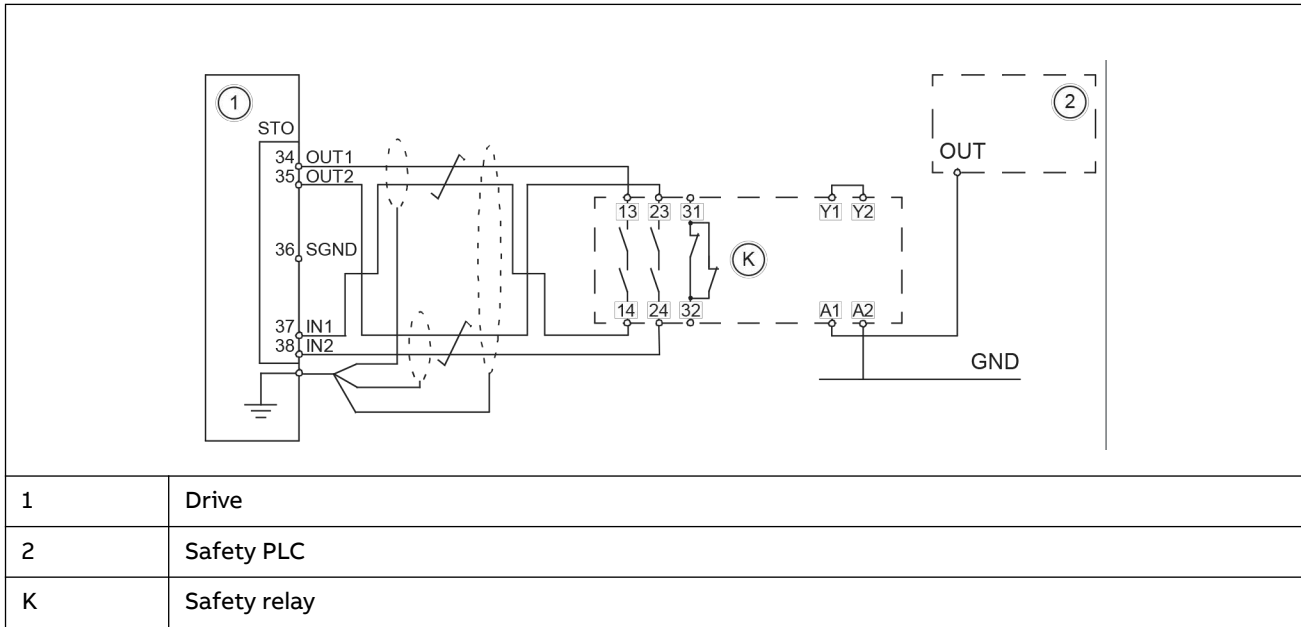 1
2
STO
34 OUT1
35 OUT2
OUT
13 23 31 Y1 Y2
36 SGND
K
14 24 32 A1 A2
37 IN1
38 IN2
GND
1 Drive
2 Safety PLC
K Safety relay